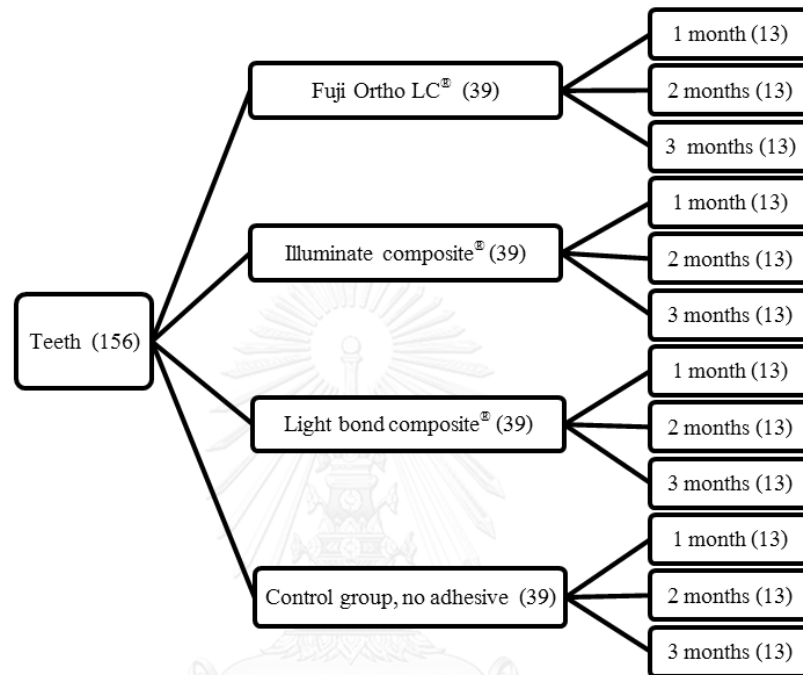 Teeth (156)
Fuji Ortho LC® (39)
1 month (13)
2 months (13)
3 months (13)
Illuminate composite® (39)
1 month (13)
2 months (13)
3 months (13)
Light bond composite® (39)
1 month (13)
2 months (13)
3 months (13)
Control group, no adhesive (39)
1 month (13)
2 months (13)
3 months (13)